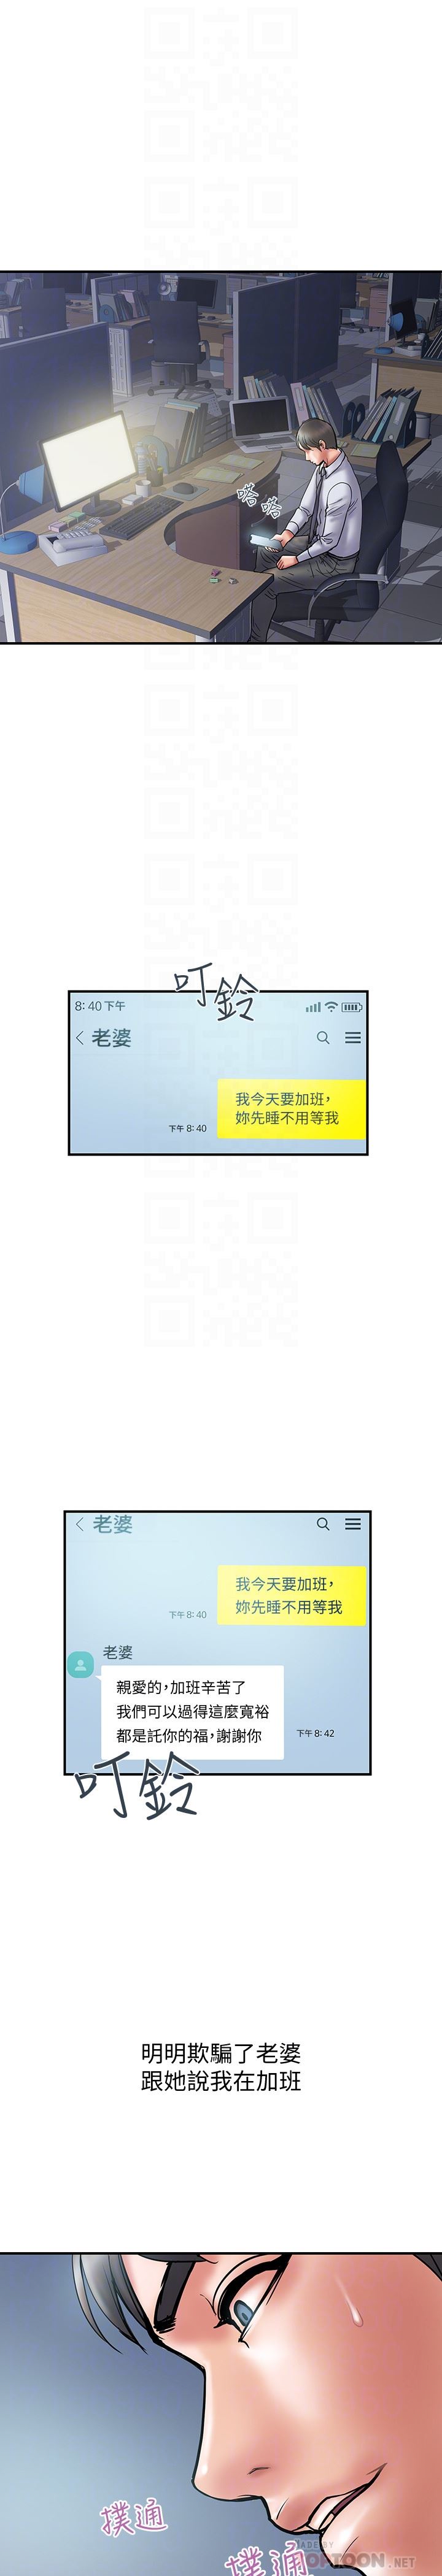 嗒
嗒
叮鈴
8:40 下午
老婆
我今天要加班,
妳先睡不用等我
下午 8:40
老婆
我今天要加班,
妳先睡不用等我
下午 8:40
老婆
親愛的,加班辛苦了
我們可以過得這麼寬裕
都是託你的福,謝謝你
下午 8:42
叮鈴
明明欺騙了老婆
跟她說我在加班
撲通
撲通
MADE BY
TOPTOON.NET